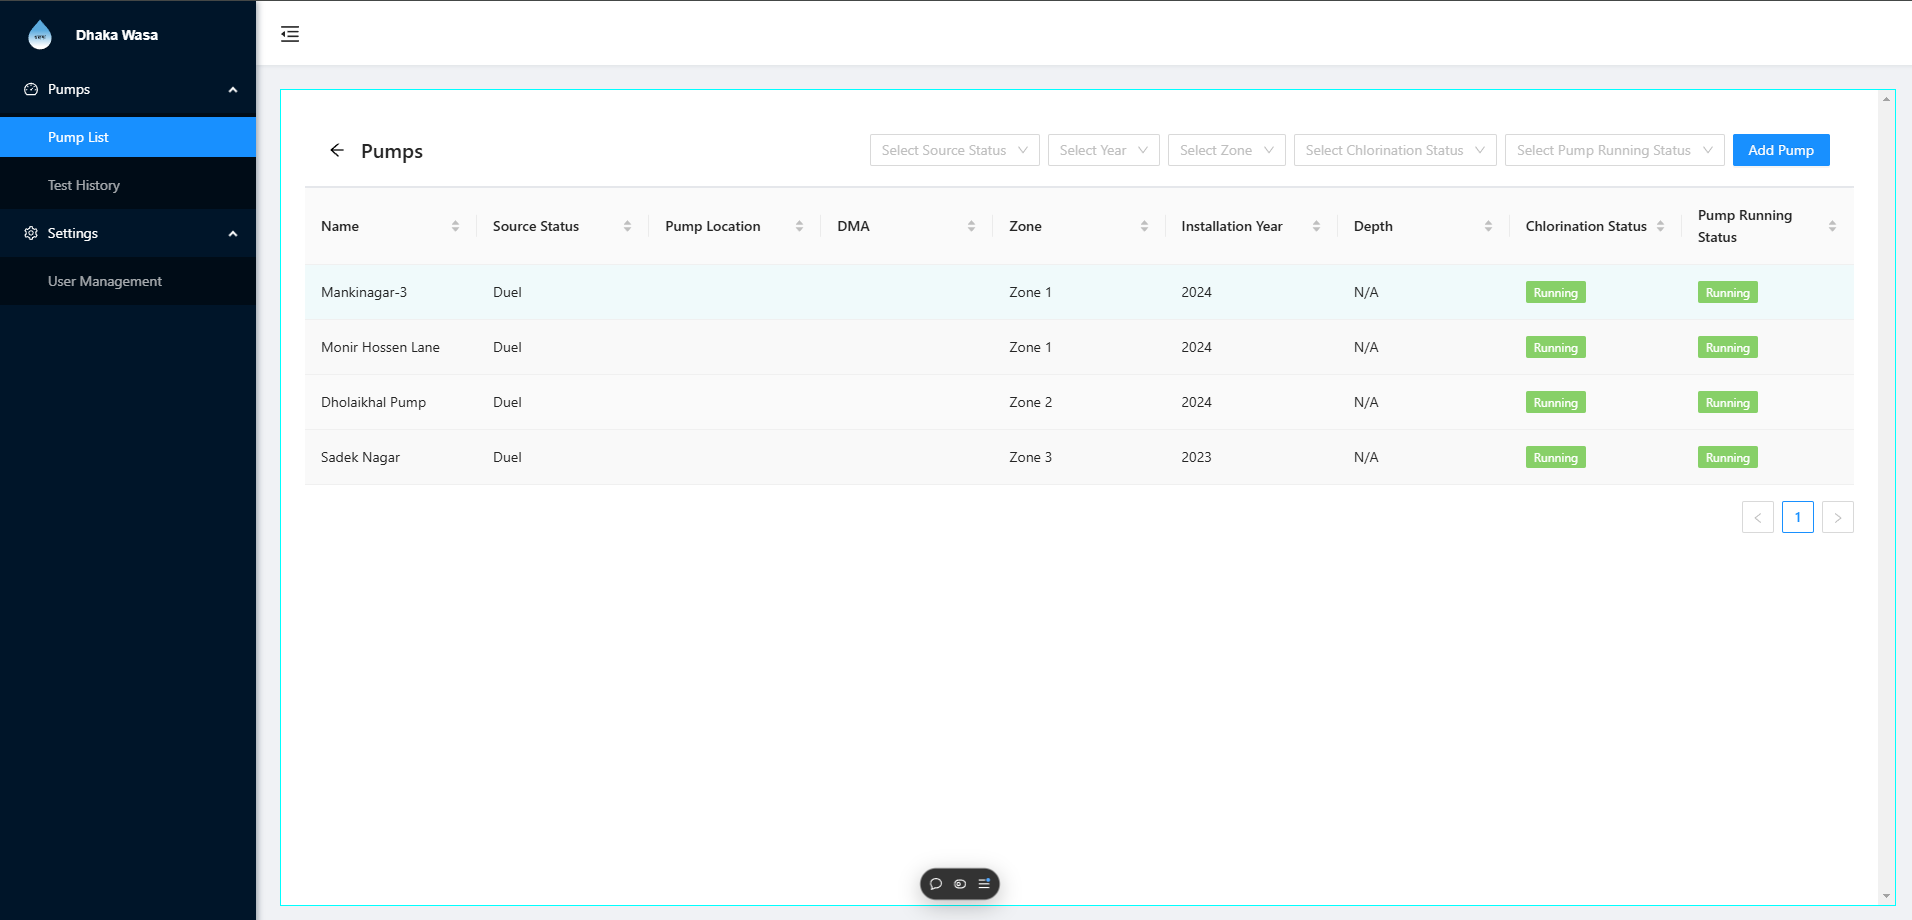 Dhaka Wasa
Pumps
Pump List
Test History
Settings
User Management
Pumps
Select Source Status
Select Year
Select Zone
Select Chlorination Status
Select Pump Running Status
Add Pump
Name Source Status Pump Location DMA Zone Installation Year Depth Chlorination Status Pump Running Status
Mankinagar-3 Duel Zone 1 2024 N/A Running Running
Monir Hossen Lane Duel Zone 1 2024 N/A Running Running
Dholaikhal Pump Duel Zone 2 2024 N/A Running Running
Sadek Nagar Duel Zone 3 2023 N/A Running Running
1